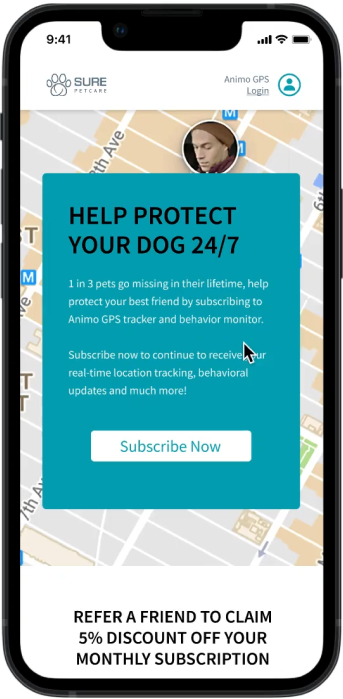 9:41
SURE
PETCARE
Animo GPS
Login
M
7th Ave
HELP PROTECT
YOUR DOG 24/7
T
M
1 in 3 pets go missing in their lifetime, help
protect your best friend by subscribing to
Animo GPS tracker and behavior monitor.
Subscribe now to continue to receive
real-time location tracking, behavioral
updates and much more!
T
T
Subscribe Now
7th Av
REFER A FRIEND TO CLAIM
5% DISCOUNT OFF YOUR
MONTHLY SUBSCRIPTION